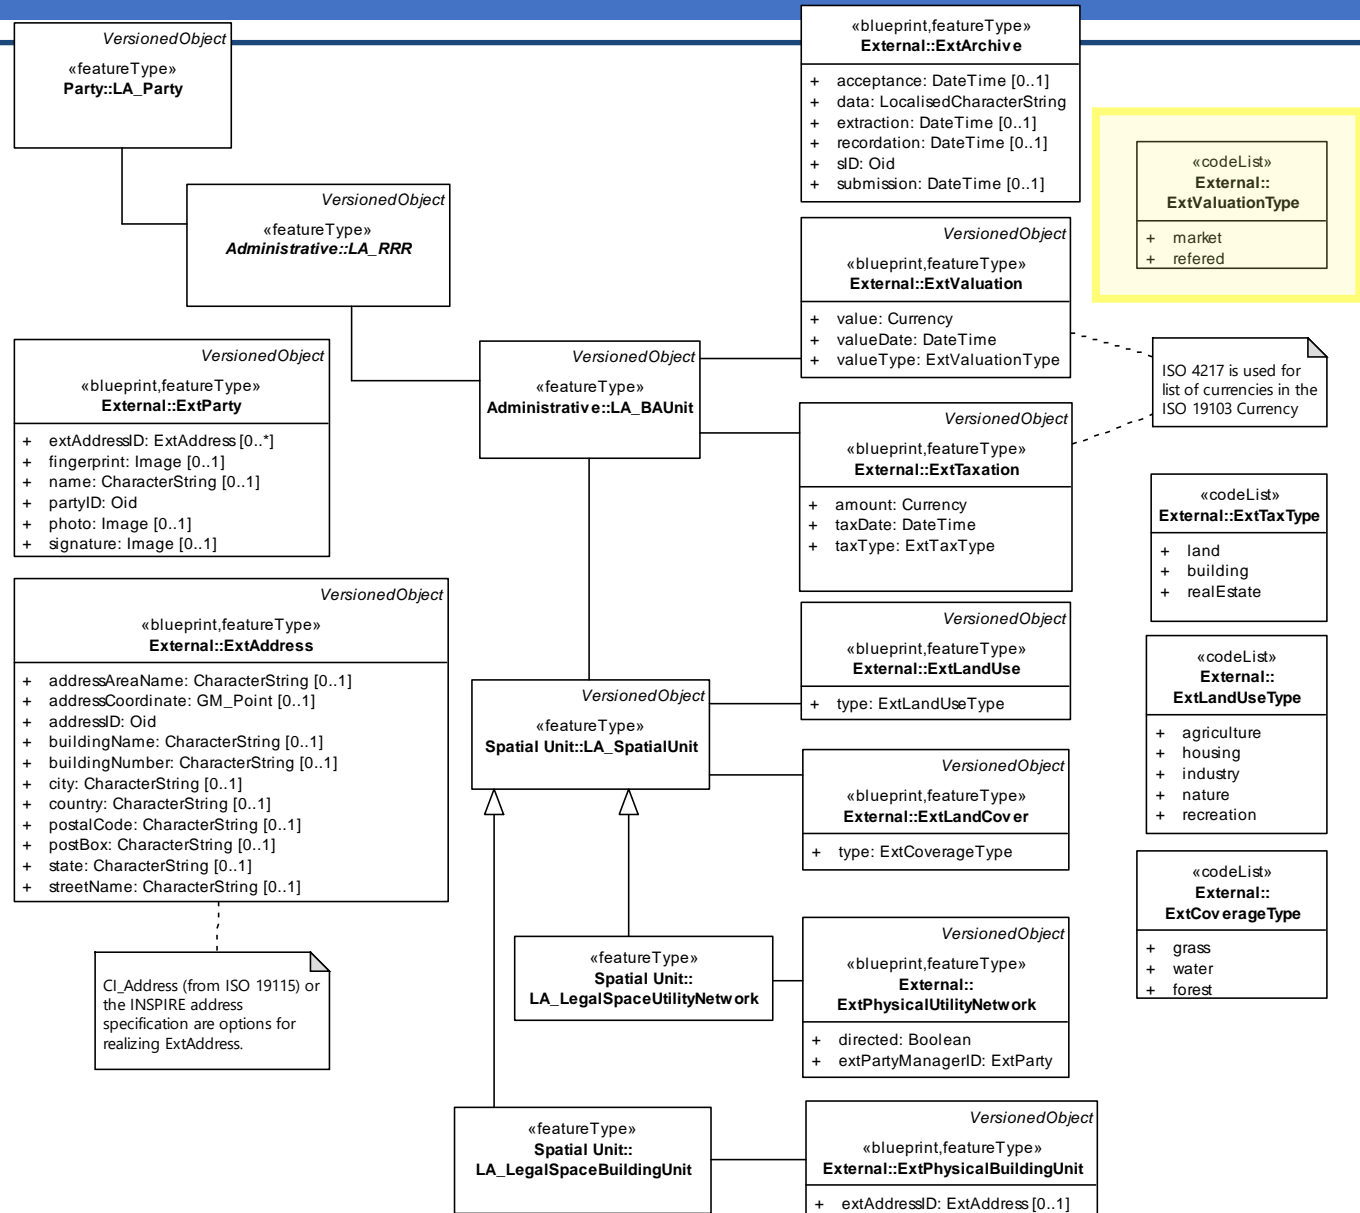 VersionedObject
«featureType»
Party::LA_Party
VersionedObject
«featureType»
Administrative::LA_RRR
VersionedObject
«blueprint,featureType»
External::ExtParty
+ extAddressID: ExtAddress [0..*]
+ fingerprint: Image [0..1]
+ name: CharacterString [0..1]
+ partyID: Oid
+ photo: Image [0..1]
+ signature: Image [0..1]
VersionedObject
«blueprint,featureType»
External::ExtAddress
+ addressAreaName: CharacterString [0..1]
+ addressCoordinate: GM_Point [0..1]
+ addressID: Oid
+ buildingName: CharacterString [0..1]
+ buildingNumber: CharacterString [0..1]
+ city: CharacterString [0..1]
+ country: CharacterString [0..1]
+ postalCode: CharacterString [0..1]
+ postBox: CharacterString [0..1]
+ state: CharacterString [0..1]
+ streetName: CharacterString [0..1]
CI_Address (from ISO 19115) or
the INSPIRE address
specification are options for
realizing ExtAddress.
VersionedObject
«featureType»
Administrative::LA_BAUnit
VersionedObject
«featureType»
Spatial Unit::LA_SpatialUnit
«featureType»
Spatial Unit::
LA_LegalSpaceUtilityNetwork
«featureType»
Spatial Unit::
LA_LegalSpaceBuildingUnit
«blueprint,featureType»
External::ExtArchive
+ acceptance: DateTime [0..1]
+ data: LocalisedCharacterString
+ extraction: DateTime [0..1]
+ recordation: DateTime [0..1]
+ sID: Oid
+ submission: DateTime [0..1]
VersionedObject
«blueprint,featureType»
External::ExtValuation
+ value: Currency
+ valueDate: DateTime
+ valueType: ExtValuationType
VersionedObject
«blueprint,featureType»
External::ExtTaxation
+ amount: Currency
+ taxDate: DateTime
+ taxType: ExtTaxType
VersionedObject
«blueprint,featureType»
External::ExtLandUse
+ type: ExtLandUseType
VersionedObject
«blueprint,featureType»
External::ExtLandCover
+ type: ExtCoverageType
VersionedObject
«blueprint,featureType»
External::
ExtPhysicalUtilityNetwork
+ directed: Boolean
+ extPartyManagerID: ExtParty
VersionedObject
«blueprint,featureType»
External::ExtPhysicalBuildingUnit
+ extAddressID: ExtAddress [0..1]
«codeList»
External::
ExtValuationType
+ market
+ refered
ISO 4217 is used for
list of currencies in the
ISO 19103 Currency
«codeList»
External::ExtTaxType
+ land
+ building
+ realEstate
«codeList»
External::
ExtLandUseType
+ agriculture
+ housing
+ industry
+ nature
+ recreation
«codeList»
External::
ExtCoverageType
+ grass
+ water
+ forest